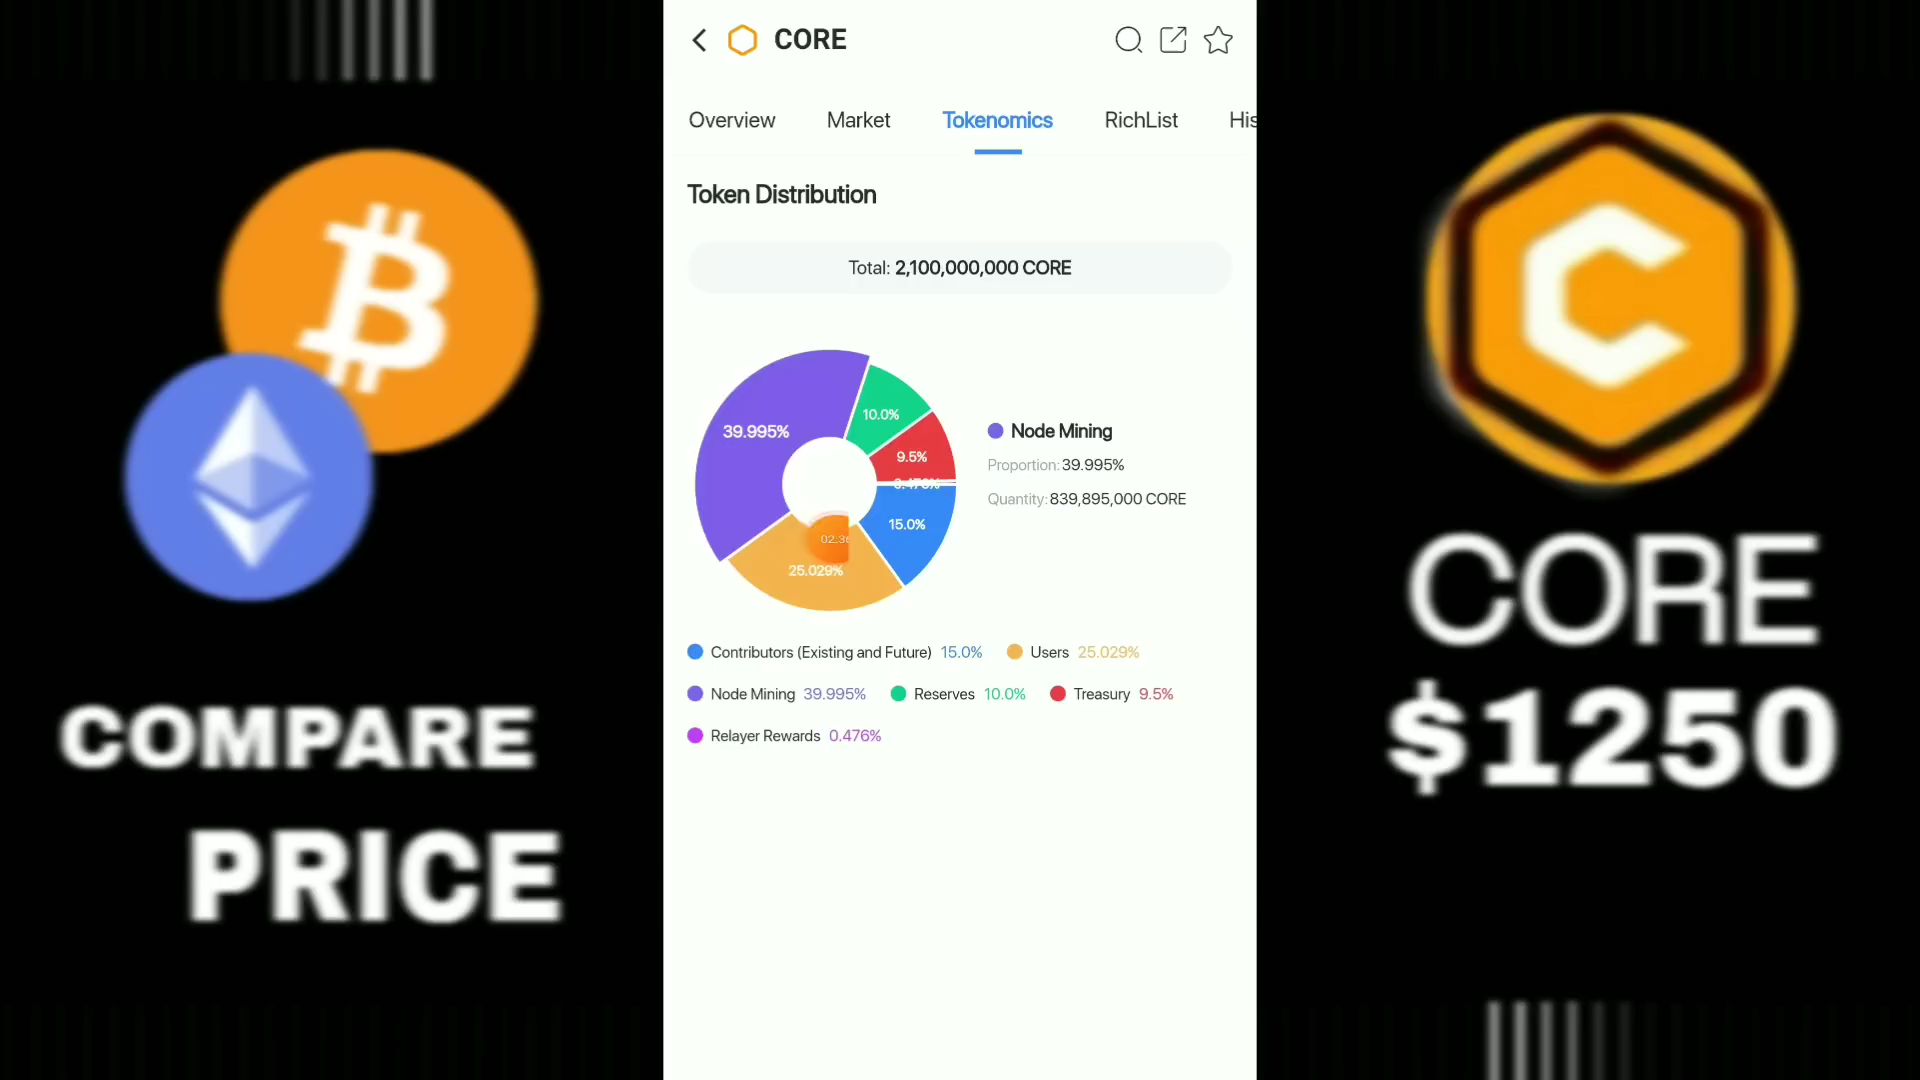 CORE
Overview Market Tokenomics RichList His
Token Distribution
Total: 2,100,000,000 CORE
39.995%
10.0%
9.5%
15.0%
25.029%
02:36
Node Mining
Proportion: 39.995%
Quantity: 839,895,000 CORE
Contributors (Existing and Future) 15.0% Users 25.029%
Node Mining 39.995% Reserves 10.0% Treasury 9.5%
Relayer Rewards 0.476%
COMPARE
PRICE
CORE
$1250